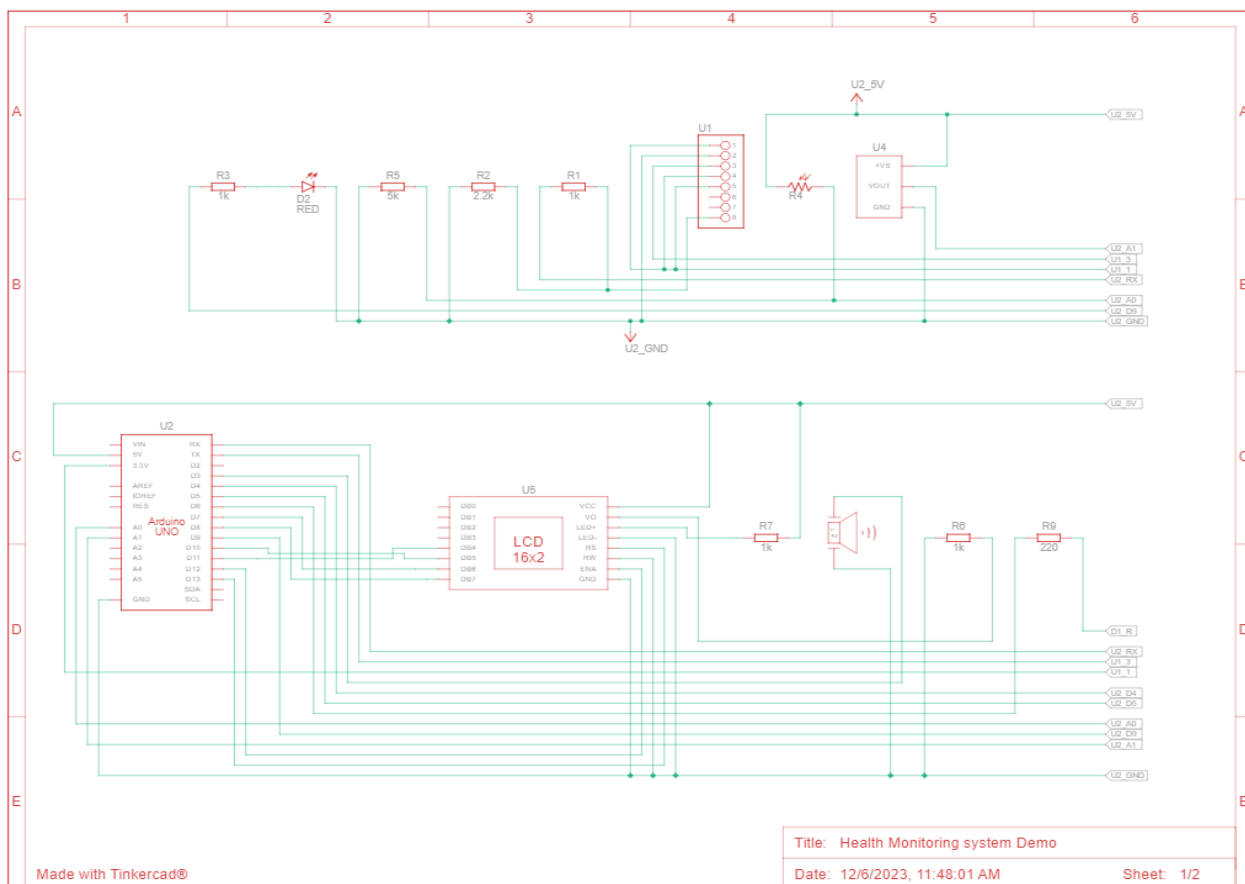 1 2 3 4 5 6
A A
B B
C C
D D
E E
U2_5V
U2_5V
U1
1
2
3
4
5
6
7
8
U4
+VS
VOUT
GND
R3
1k
D2
RED
R5
5k
R2
2.2k
R1
1k
R4
U2_A1
U1_3
U1_1
U2_RX
U2_A0
U2_D9
U2_GND
U2_GND
U2_5V
U2
VIN RX
5V TX
3.3V D2
D3
AREF D4
IOREF D5
RES D6
D7
A0 D8
A1 D9
A2 D10
A3 D11
A4 D12
A5 D13
SDA
GND SCL
Arduino
UNO
U5
DB0 VCC
DB1 VO
DB2 LED+
DB3 LED-
DB4 RS
DB5 RW
DB6 ENA
DB7 GND
LCD
16x2
R7
1k
R6
1k
R9
220
D1_R
U2_RX
U1_3
U1_1
U2_D4
U2_D5
U2_A0
U2_D9
U2_A1
U2_GND
Title: Health Monitoring system Demo
Made with Tinkercad®
Date: 12/6/2023, 11:48:01 AM Sheet: 1/2